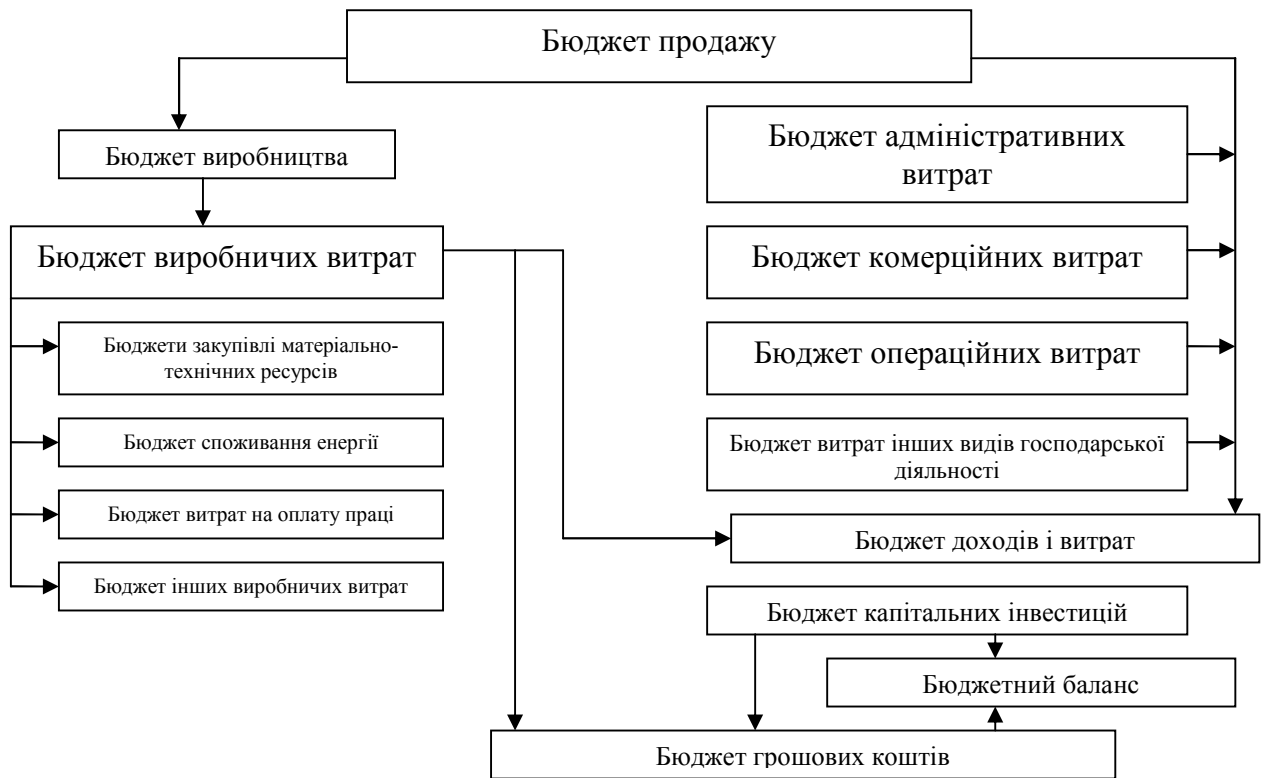 Бюджет продажу
Бюджет виробництва
Бюджет виробничих витрат
Бюджети закупівлі матеріально-
технічних ресурсів
Бюджет споживання енергії
Бюджет витрат на оплату праці
Бюджет інших виробничих витрат
Бюджет адміністративних
витрат
Бюджет комерційних витрат
Бюджет операційних витрат
Бюджет витрат інших видів господарської
діяльності
Бюджет доходів і витрат
Бюджет капітальних інвестицій
Бюджетний баланс
Бюджет грошових коштів